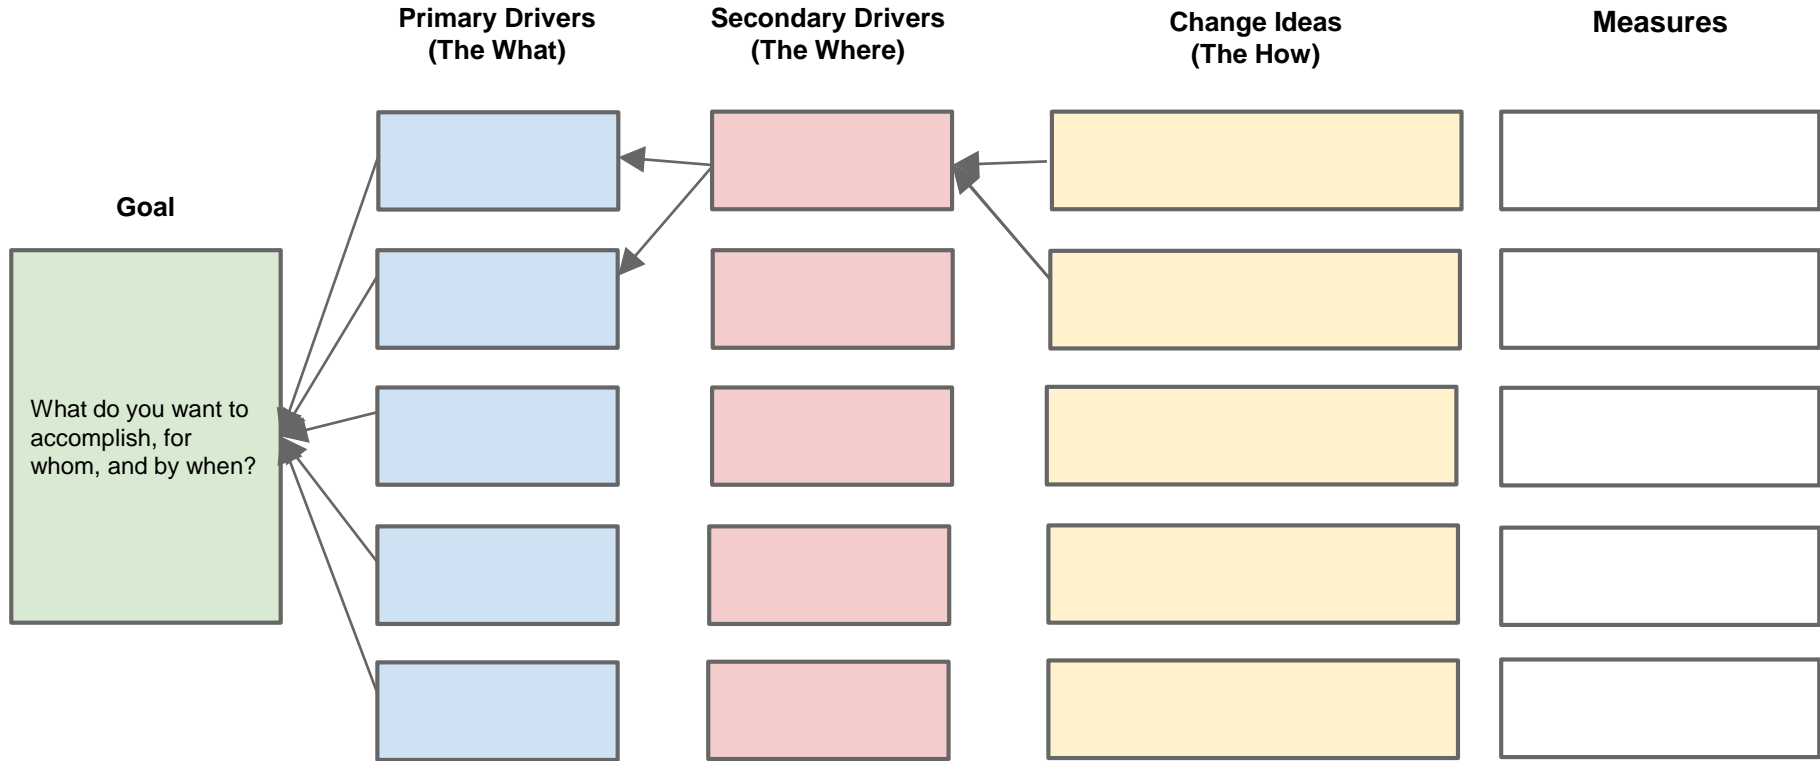 Primary Drivers
(The What)
Secondary Drivers
(The Where)
Change Ideas
(The How)
Measures
Goal
What do you want to
accomplish, for
whom, and by when?